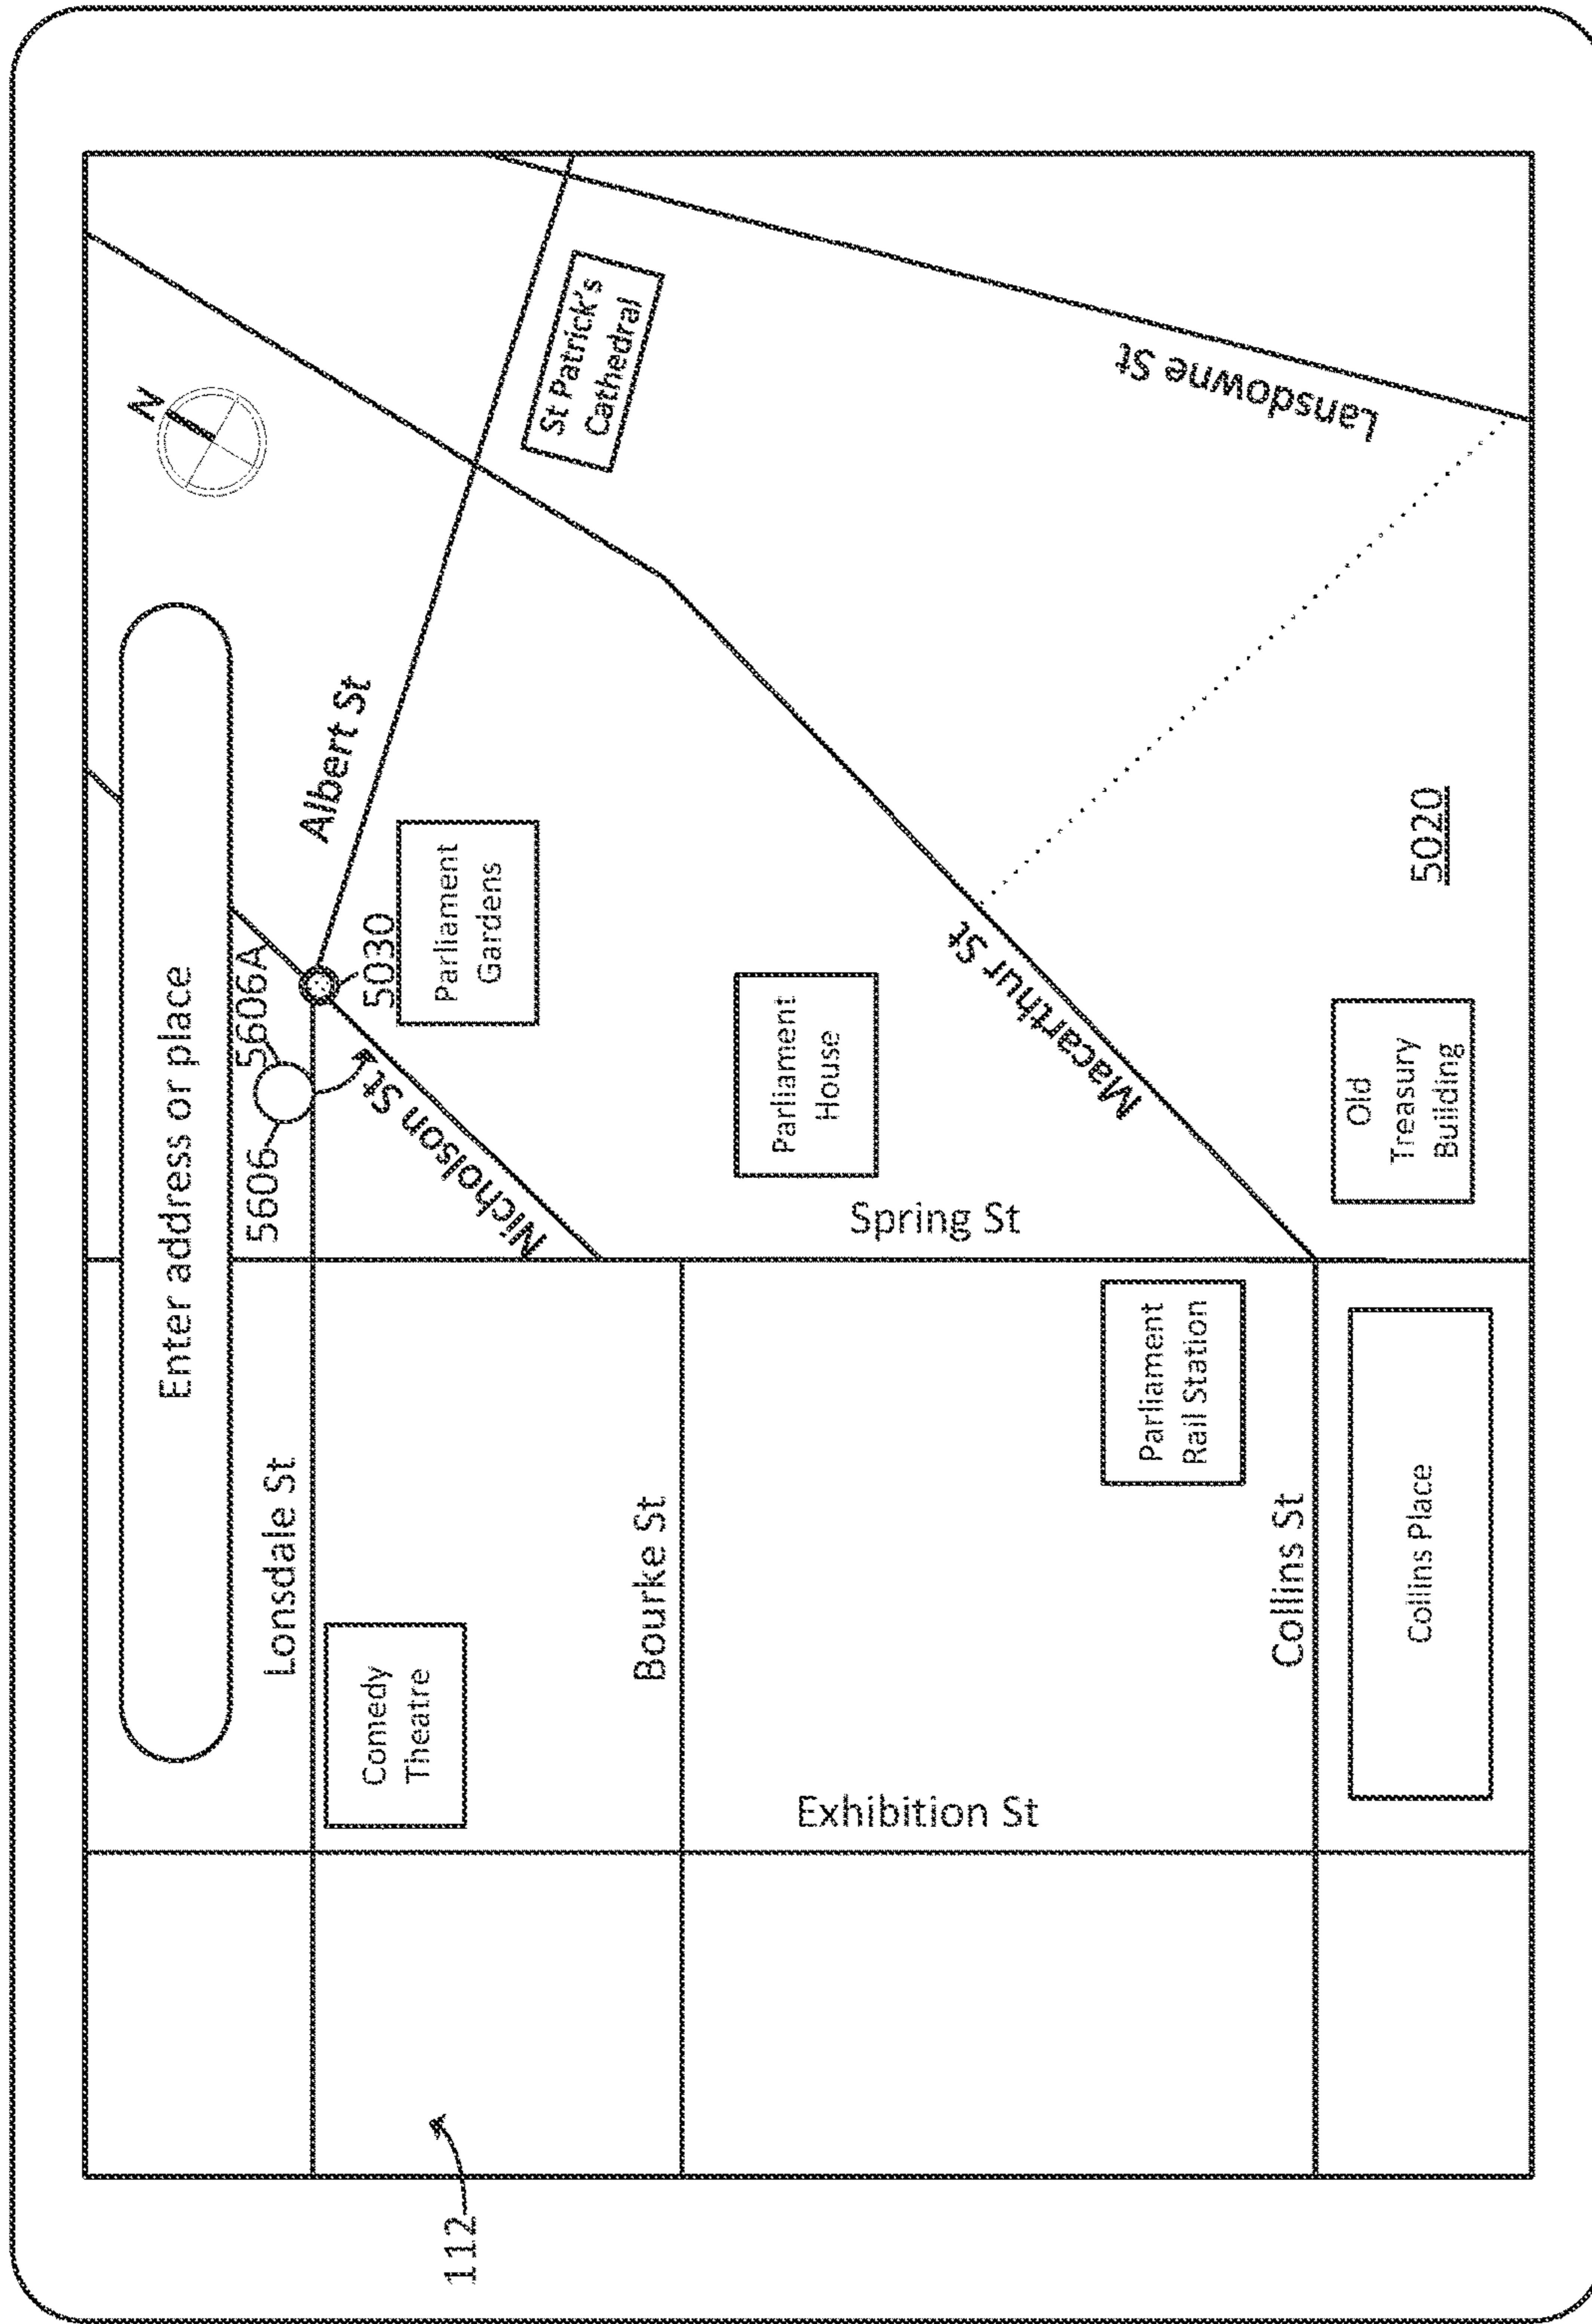 Enter address or place
N
5606A
5606
5030
Lonsdale St
Nicholson St
Albert St
Comedy
Theatre
Parliament
Gardens
St Patrick's
Cathedral
112
Bourke St
Exhibition St
Spring St
Parliament
House
Macarthur St
Lansdowne St
Parliament
Rail Station
Collins St
Collins Place
Old
Treasury
Building
5020